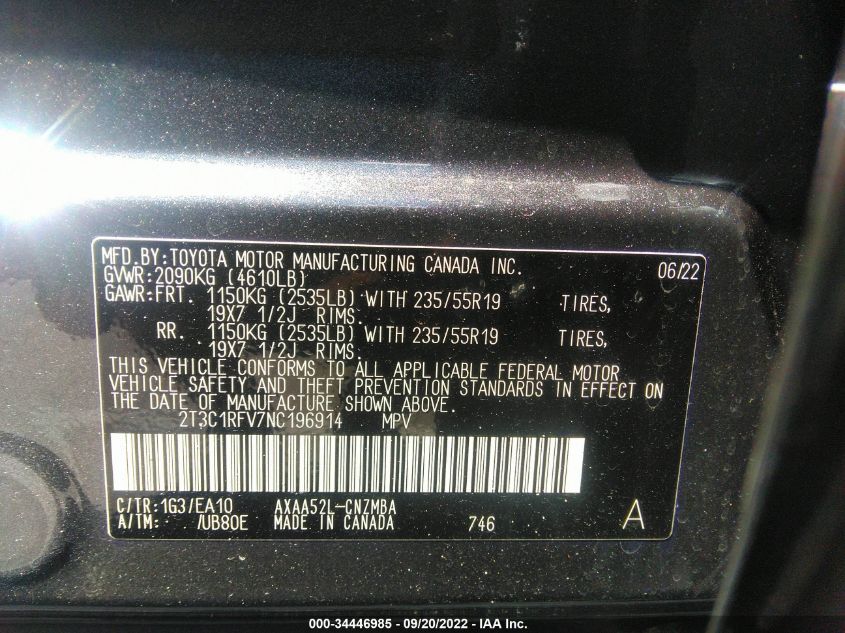 MFD.BY:TOYOTA MOTOR MANUFACTURING CANADA INC. 06/22
GVWR:2090KG (4610LB)
GAWR:FRT. 1150KG (2535LB) WITH 235/55R19 TIRES,
19X7 1/2J RIMS.
RR. 1150KG (2535LB) WITH 235/55R19 TIRES,
19X7 1/2J RIMS.
THIS VEHICLE CONFORMS TO ALL APPLICABLE FEDERAL MOTOR
VEHICLE SAFETY AND THEFT PREVENTION STANDARDS IN EFFECT ON
THE DATE OF MANUFACTURE SHOWN ABOVE.
2T3C1RFV7NC196914 MPV
C/TR:1G3/EA10 AXAA52L-CNZMBA
A/TM: /UB80E MADE IN CANADA 746 A
000-34446985 - 09/20/2022 - IAA Inc.